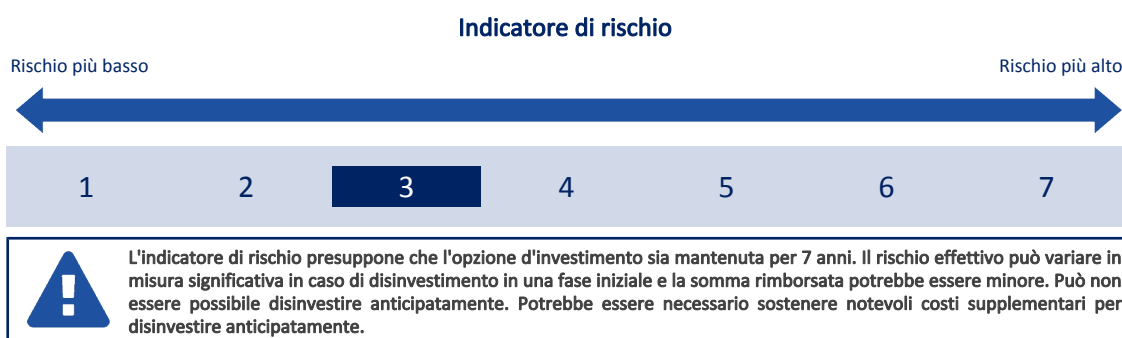 Indicatore di rischio
Rischio più basso
Rischio più alto
1 2 3 4 5 6 7
L'indicatore di rischio presuppone che l'opzione d'investimento sia mantenuta per 7 anni. Il rischio effettivo può variare in
misura significativa in caso di disinvestimento in una fase iniziale e la somma rimborsata potrebbe essere minore. Può non
essere possibile disinvestire anticipatamente. Potrebbe essere necessario sostenere notevoli costi supplementari per
disinvestire anticipatamente.